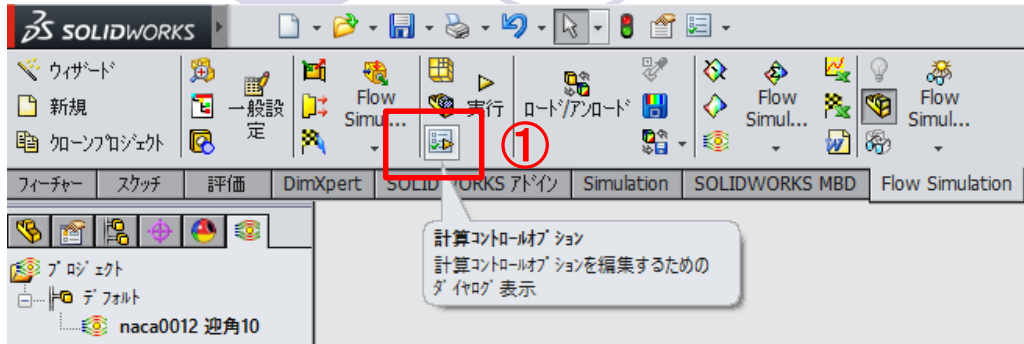 SOLIDWORKS
ウィザード
新規
クローンプロジェクト
一般設定
Flow Simu...
実行
ロード/アンロード
Flow Simul...
Flow Simul...
①
フィーチャー スケッチ 評価 DimXpert SOLIDWORKS アドイン Simulation SOLIDWORKS MBD Flow Simulation
計算コントロールオプション
計算コントロールオプションを編集するための
ダイヤログ表示
プロジェクト
デフォルト
naca0012 迎角10